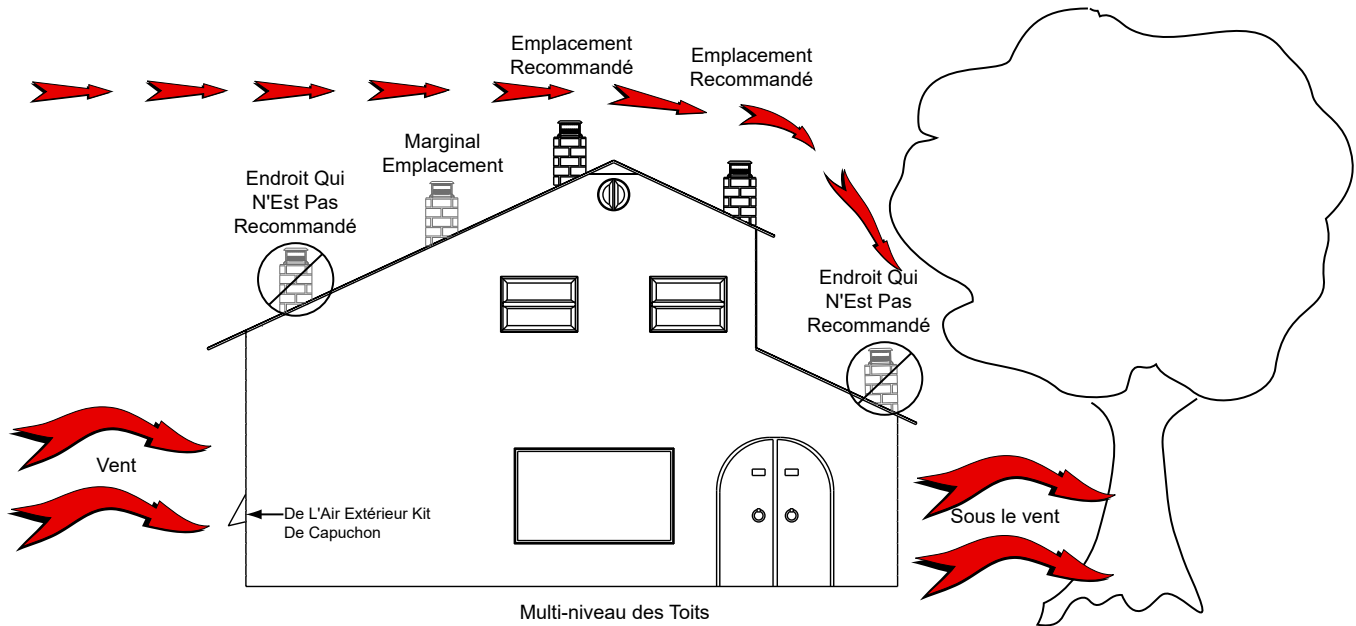 Emplacement
Recommandé
Emplacement
Recommandé
Marginal
Emplacement
Endroit Qui
N'Est Pas
Recommandé
Endroit Qui
N'Est Pas
Recommandé
Vent
De L'Air Extérieur Kit
De Capuchon
Sous le vent
Multi-niveau des Toits